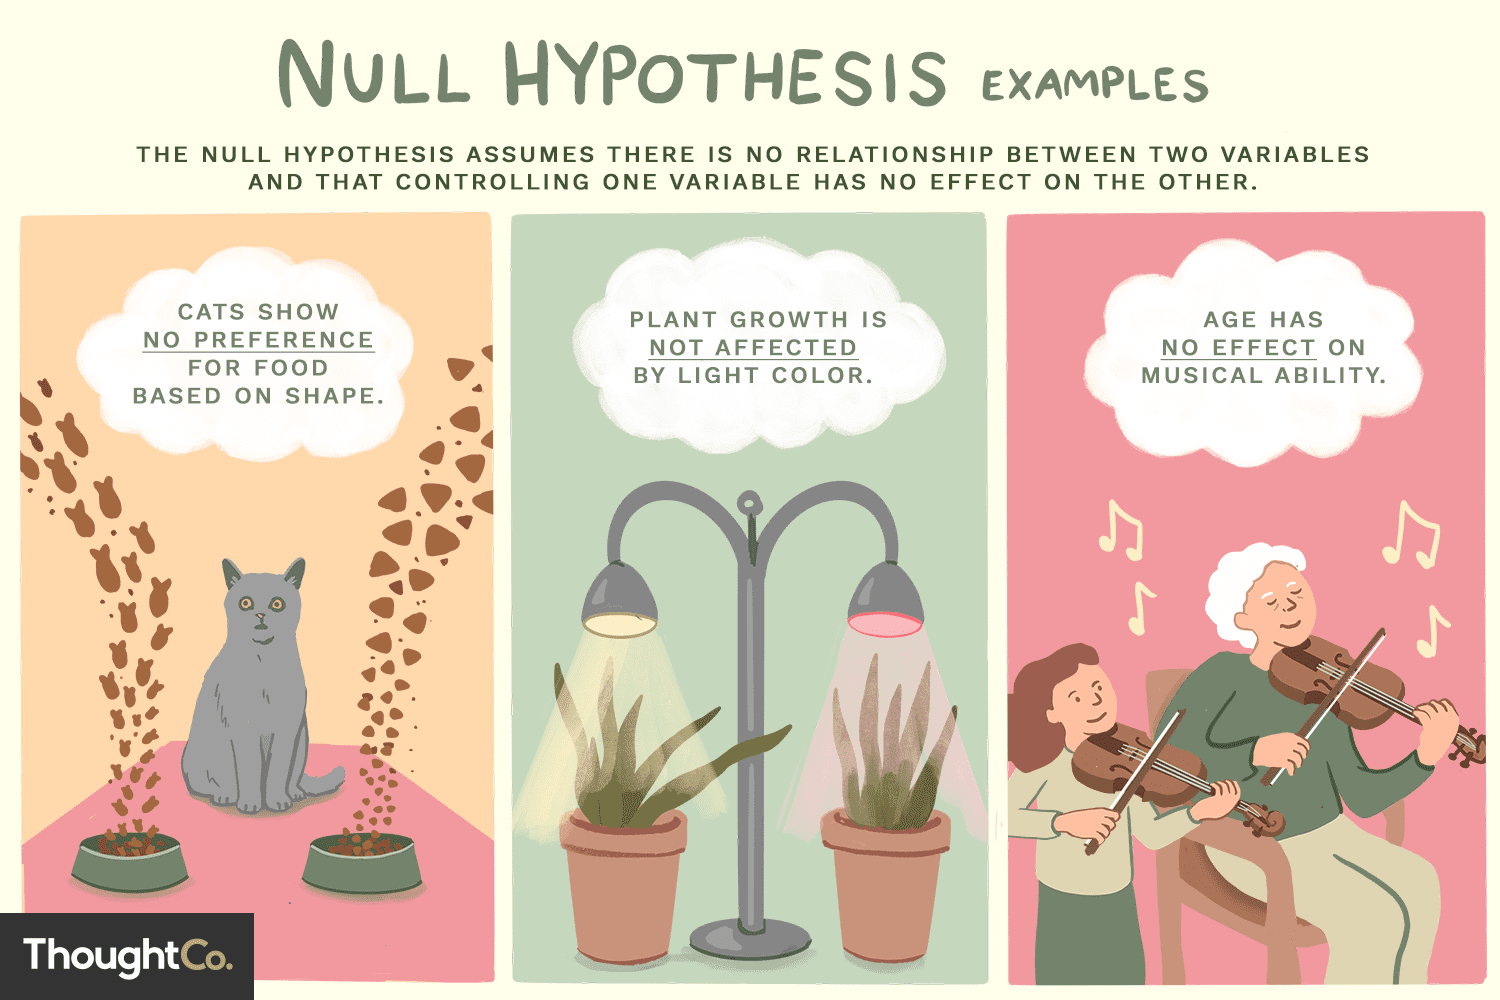 NULL HYPOTHESIS EXAMPLES
THE NULL HYPOTHESIS ASSUMES THERE IS NO RELATIONSHIP BETWEEN TWO VARIABLES
AND THAT CONTROLLING ONE VARIABLE HAS NO EFFECT ON THE OTHER.
CATS SHOW
NO PREFERENCE
FOR FOOD
BASED ON SHAPE.
PLANT GROWTH IS
NOT AFFECTED
BY LIGHT COLOR.
AGE HAS
NO EFFECT ON
MUSICAL ABILITY.
ThoughtCo.